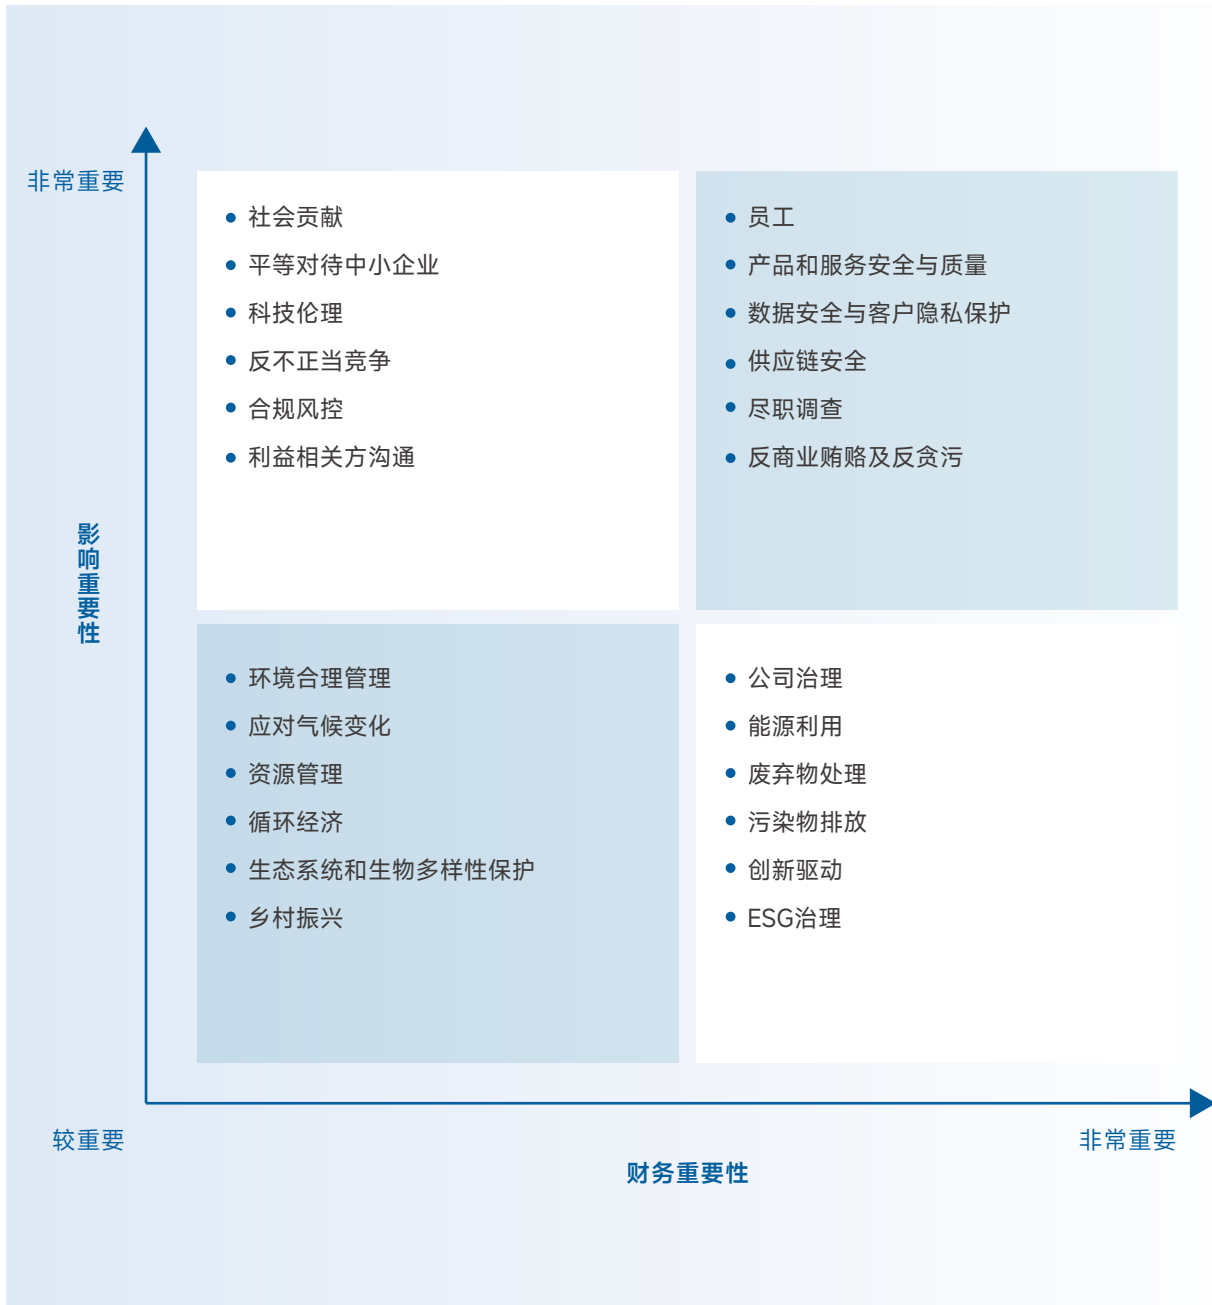 非常重要
社会贡献
平等对待中小企业
科技伦理
反不正当竞争
合规风控
利益相关方沟通
员工
产品和服务安全与质量
数据安全与客户隐私保护
供应链安全
尽职调查
反商业贿赂及反贪污
影响重要性
环境合理管理
应对气候变化
资源管理
循环经济
生态系统和生物多样性保护
乡村振兴
公司治理
能源利用
废弃物处理
污染物排放
创新驱动
ESG治理
较重要
非常重要
财务重要性